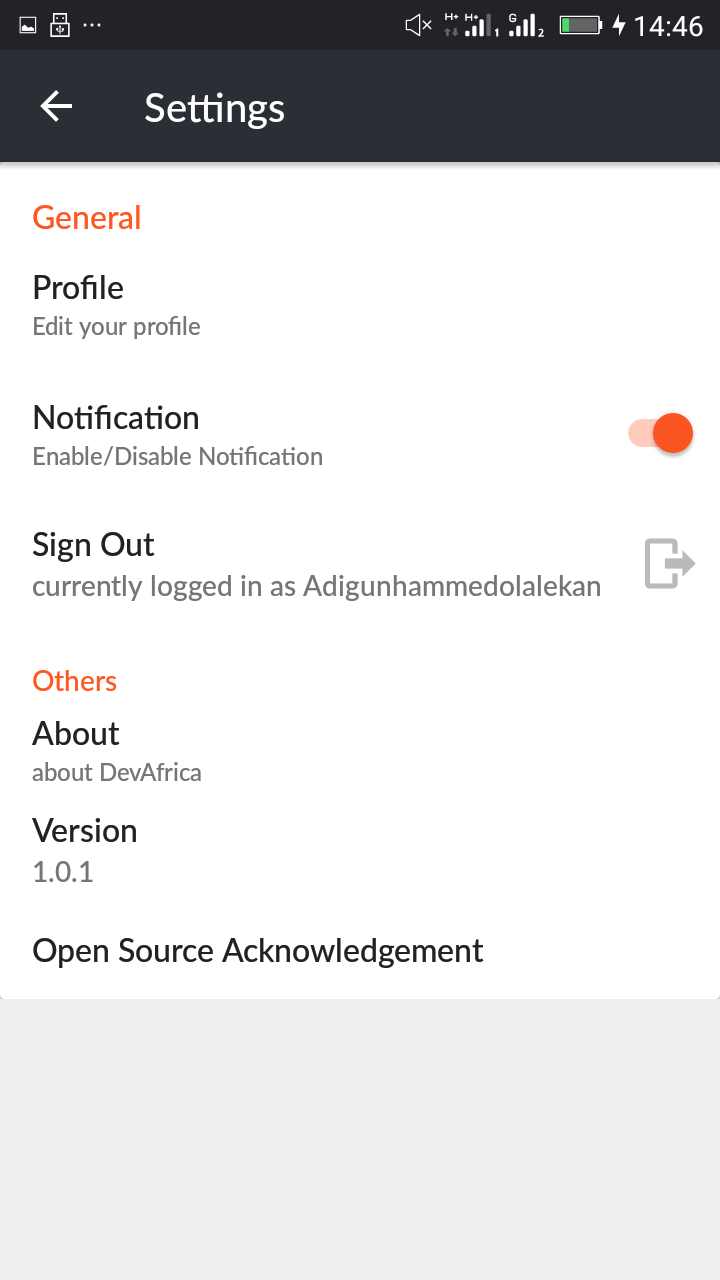 H+ H+ 1 G 2 14:46
Settings
General
Profile
Edit your profile
Notification
Enable/Disable Notification
Sign Out
currently logged in as Adigunhammedolalekan
Others
About
about DevAfrica
Version
1.0.1
Open Source Acknowledgement